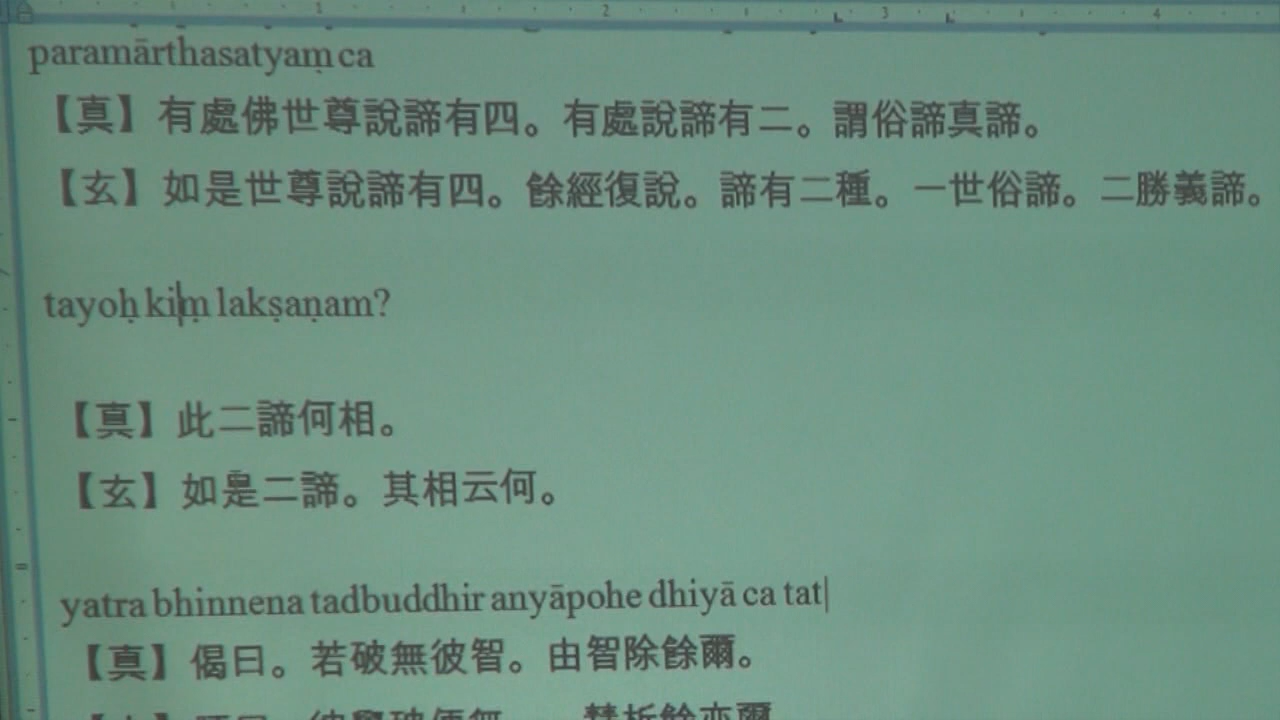 paramārthasatyaṃ ca
【真】有處佛世尊說諦有四。有處說諦有二。謂俗諦真諦。
【玄】如是世尊說諦有四。餘經復說。諦有二種。一世俗諦。二勝義諦。
tayoḥ kiṃ lakṣaṇam?
【真】此二諦何相。
【玄】如是二諦。其相云何。
yatra bhinnena tadbuddhir anyāpohe dhiyā ca tat
【真】偈曰。若破無彼智。由智除餘爾。